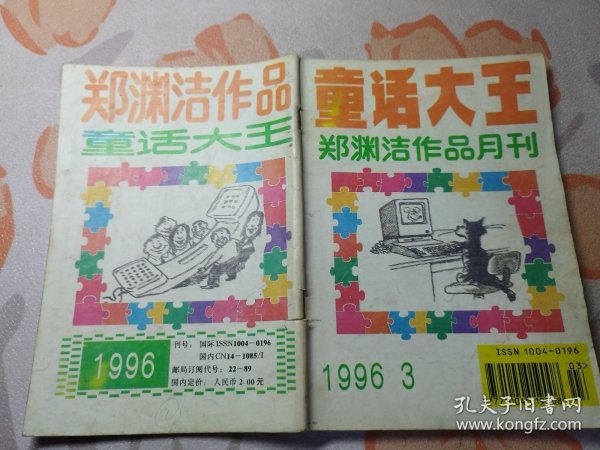 郑渊洁作品
童话大王
1996
刊号：国际ISSN1004-0196
国内CN14-1085/I
邮局订阅代号：22-89
国内定价：人民币2.00元
2
童话大王
郑渊洁作品月刊
1996 3
ISSN 1004-0196
03>
孔夫子旧书网
www.kongfz.com